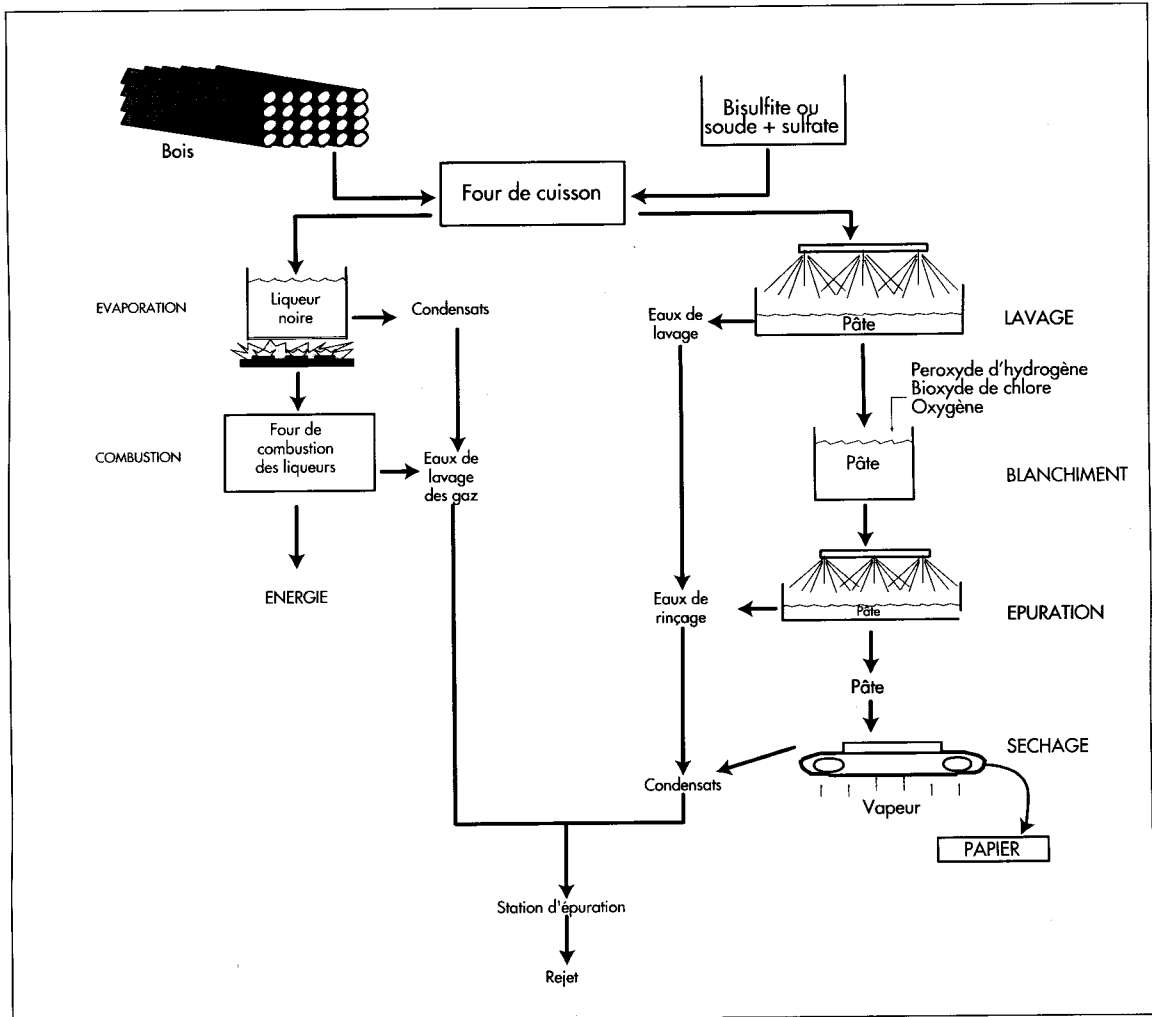 Bois
Bisulfite ou
soude + sulfate
Four de cuisson
EVAPORATION
Liqueur
noire
Condensats
Eaux de
lavage
Pâte
LAVAGE
Peroxyde d'hydrogène
Bioxyde de chlore
Oxygène
COMBUSTION
Four de
combustion
des liqueurs
Eaux de
lavage
des gaz
Pâte
BLANCHIMENT
ENERGIE
Eaux de
rinçage
Pâte
EPURATION
Pâte
SECHAGE
Condensats
Vapeur
PAPIER
Station d'épuration
Rejet